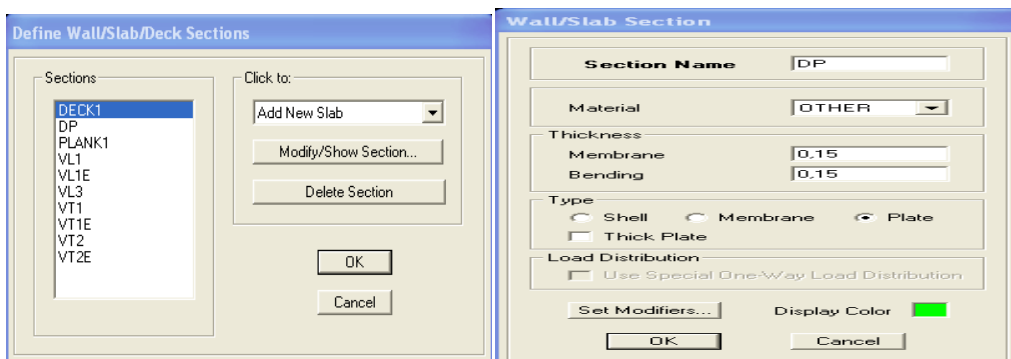 Define Wall/Slab/Deck Sections
Sections
DECK1
DP
PLANK1
VL1
VL1E
VL3
VT1
VT1E
VT2
VT2E
Click to:
Add New Slab
Modify/Show Section...
Delete Section
OK
Cancel
Wall/Slab Section
Section Name DP
Material OTHER
Thickness
Membrane 0,15
Bending 0,15
Type
Shell Membrane Plate
Thick Plate
Load Distribution
Use Special One-Way Load Distribution
Set Modifiers... Display Color
OK Cancel